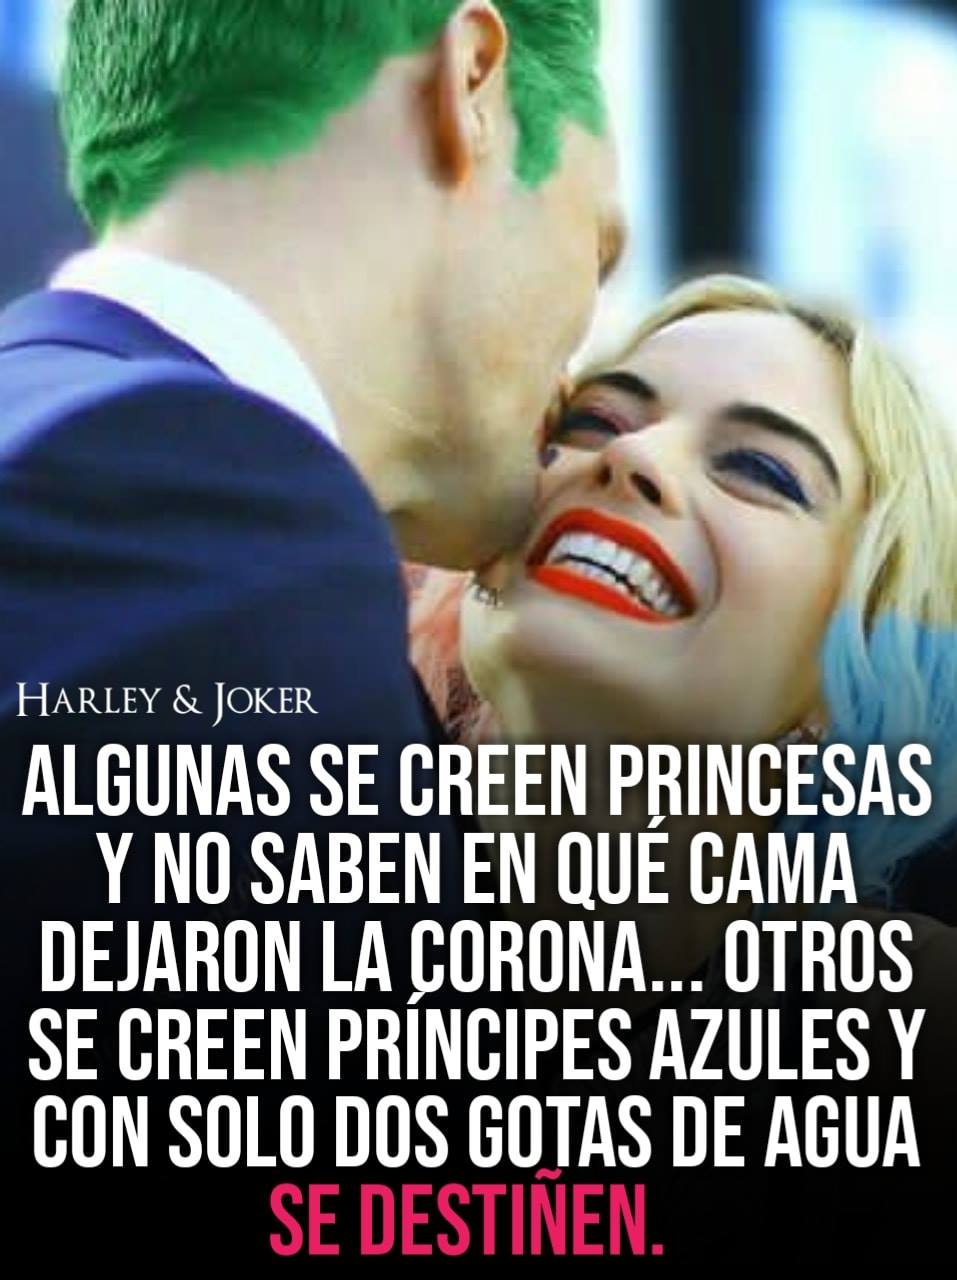 HARLEY & JOKER
ALGUNAS SE CREEN PRINCESAS
Y NO SABEN EN QUÉ CAMA
DEJARON LA CORONA... OTROS
SE CREEN PRÍNCIPES AZULES Y
CON SOLO DOS GOTAS DE AGUA
SE DESTIÑEN.